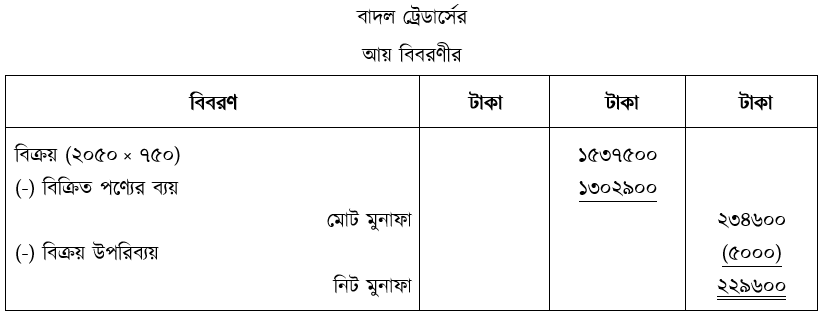 বাদল ট্রেডার্সের
আয় বিবরণীর
বিবরণ টাকা টাকা টাকা
বিক্রয় (২০৫০ × ৭৫০) ১৫৩৭৫০০
(-) বিক্রিত পণ্যের ব্যয় ১৩০২৯০০
মোট মুনাফা ২৩৪৬০০
(-) বিক্রয় উপরিব্যয় (৫০০০)
নিট মুনাফা ২২৯৬০০